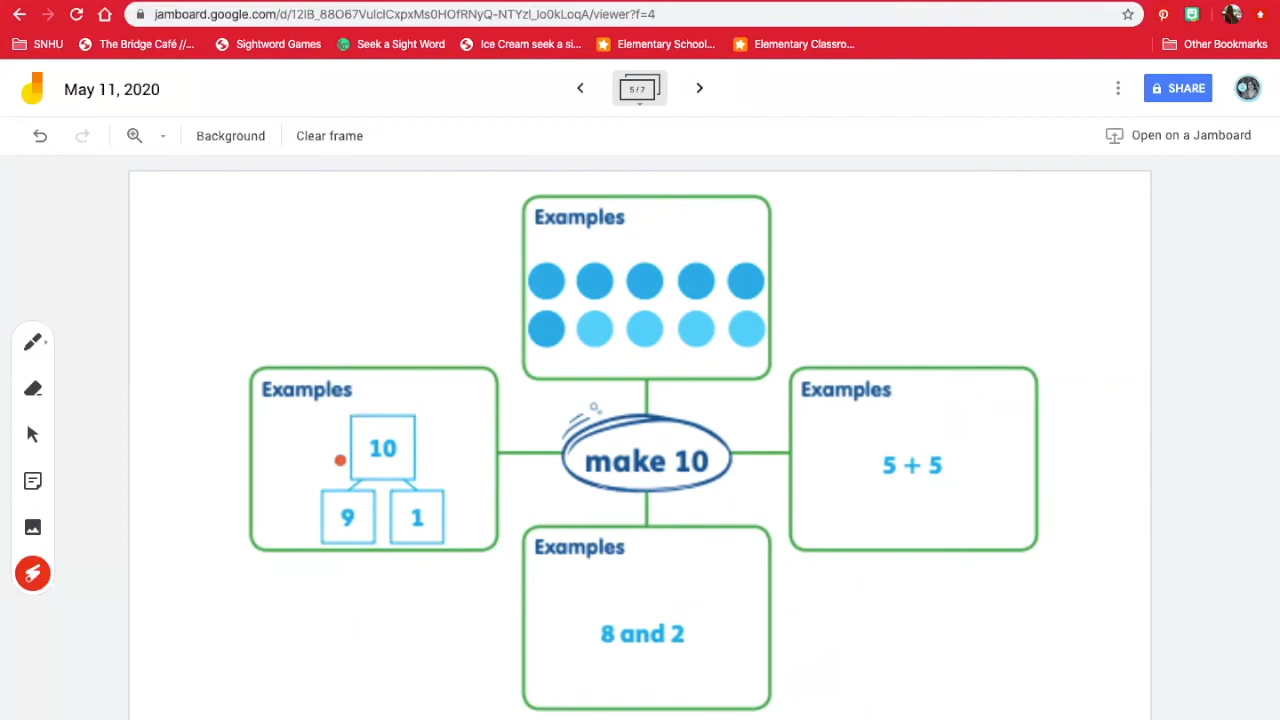 jamboard.google.com/d/12IB_88O67VulclCxpxMs0HOfRNyQ-NTYzl_lo0kLoqA/viewer?f=4
SNHU
The Bridge Café //...
Sightword Games
Seek a Sight Word
Ice Cream seek a si...
Elementary School...
Elementary Classro...
Other Bookmarks
May 11, 2020
5 / 7
SHARE
Background
Clear frame
Open on a Jamboard
Examples
Examples
10
9 1
make 10
Examples
5 + 5
Examples
8 and 2